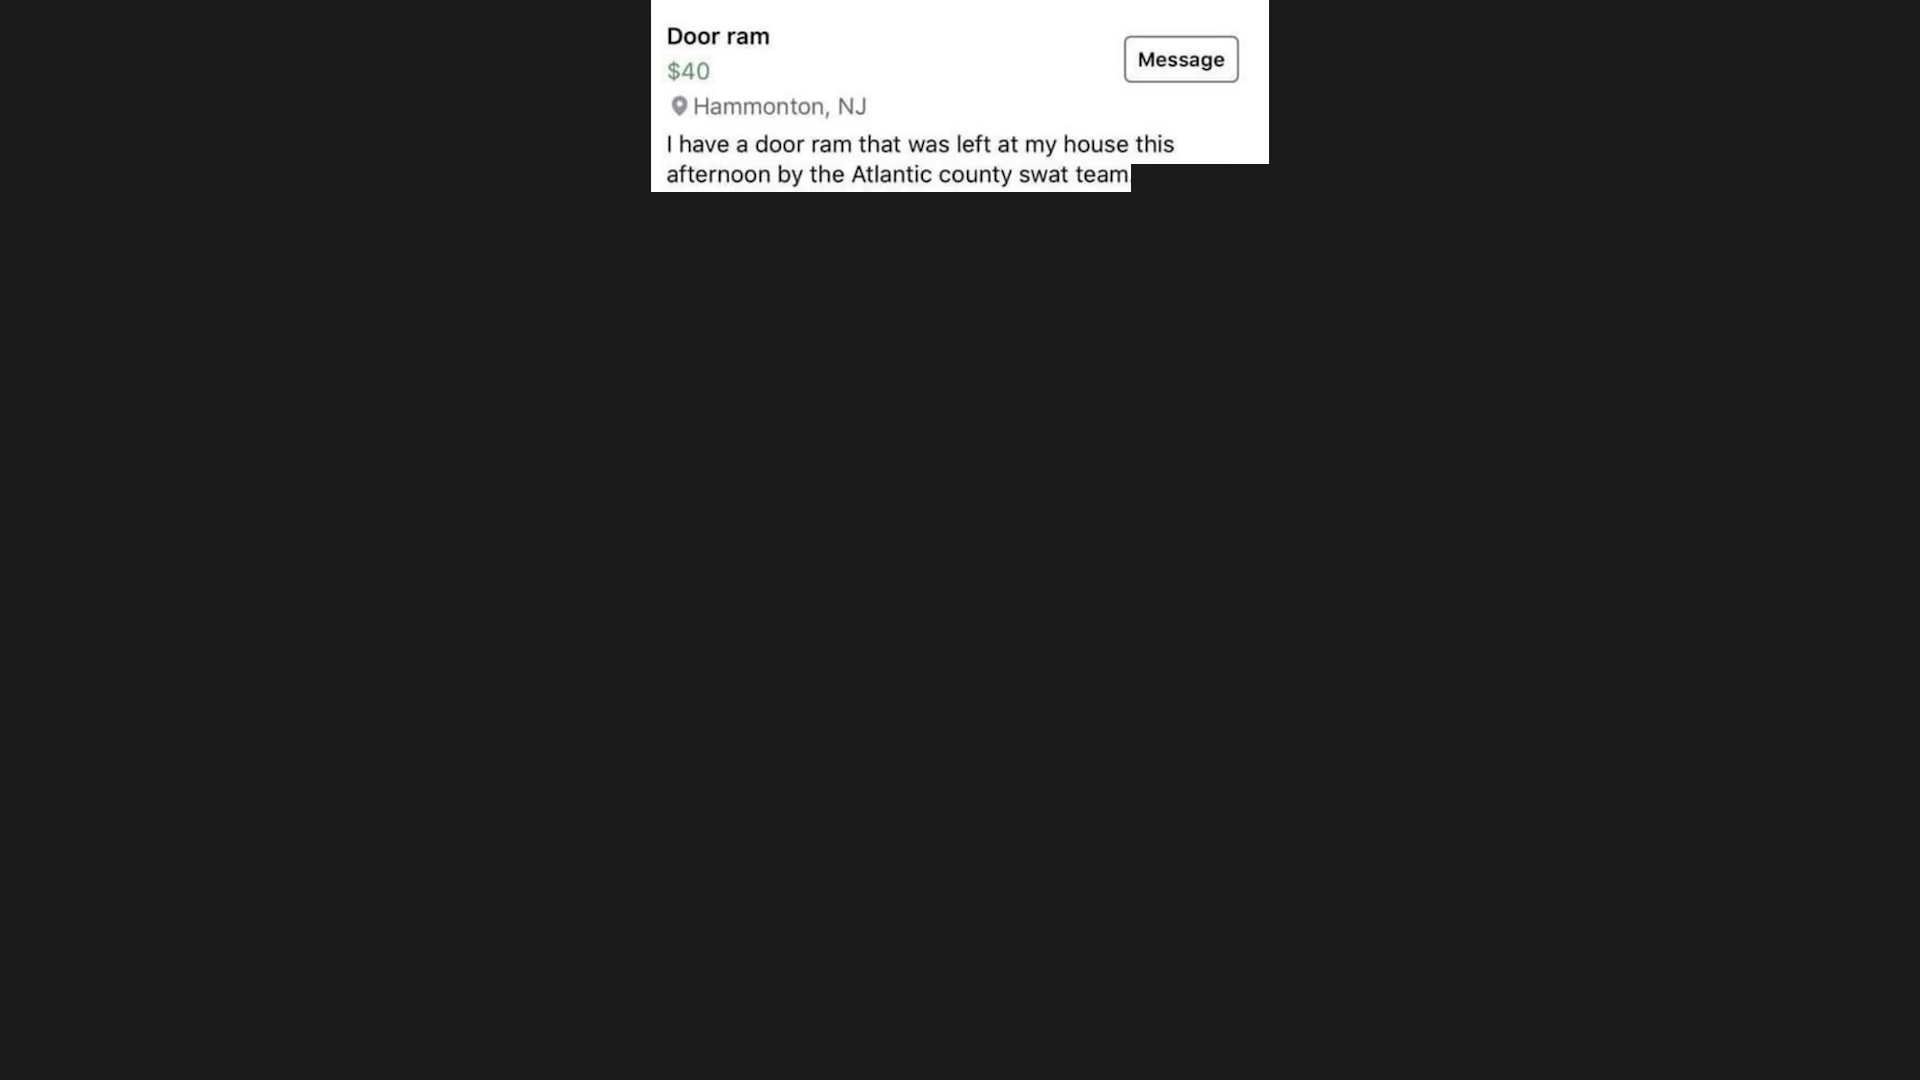 Door ram
$40
Message
Hammonton, NJ
I have a door ram that was left at my house this
afternoon by the Atlantic county swat team